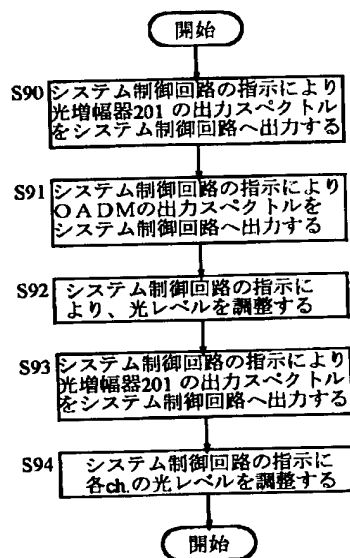 開始
S90
システム制御回路の指示により
光増幅器201 の出力スペクトル
をシステム制御回路へ出力する
S91
システム制御回路の指示により
OADMの出力スペクトルを
システム制御回路へ出力する
S92
システム制御回路の指示
により、光レベルを調整する
S93
システム制御回路の指示により
光増幅器201 の出力スペクトル
をシステム制御回路へ出力する
S94
システム制御回路の指示に
各ch.の光レベルを調整する
開始